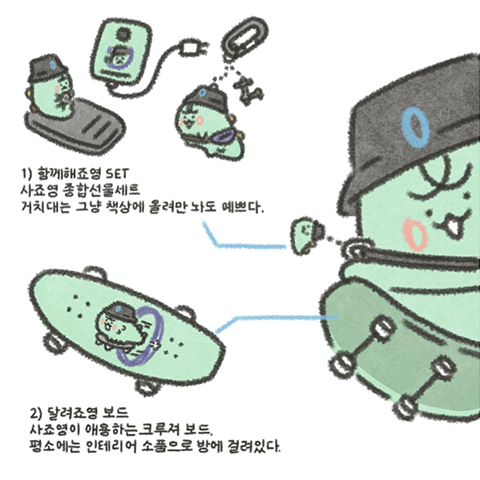 1) 함께해죠영 SET
사죠영 종합선물세트
거치대는 그냥 책상에 올려만 놔도 예쁘다.
2) 달려죠영 보드
사죠영이 애용하는 크루져 보드.
평소에는 인테리어 소품으로 방에 걸려있다.